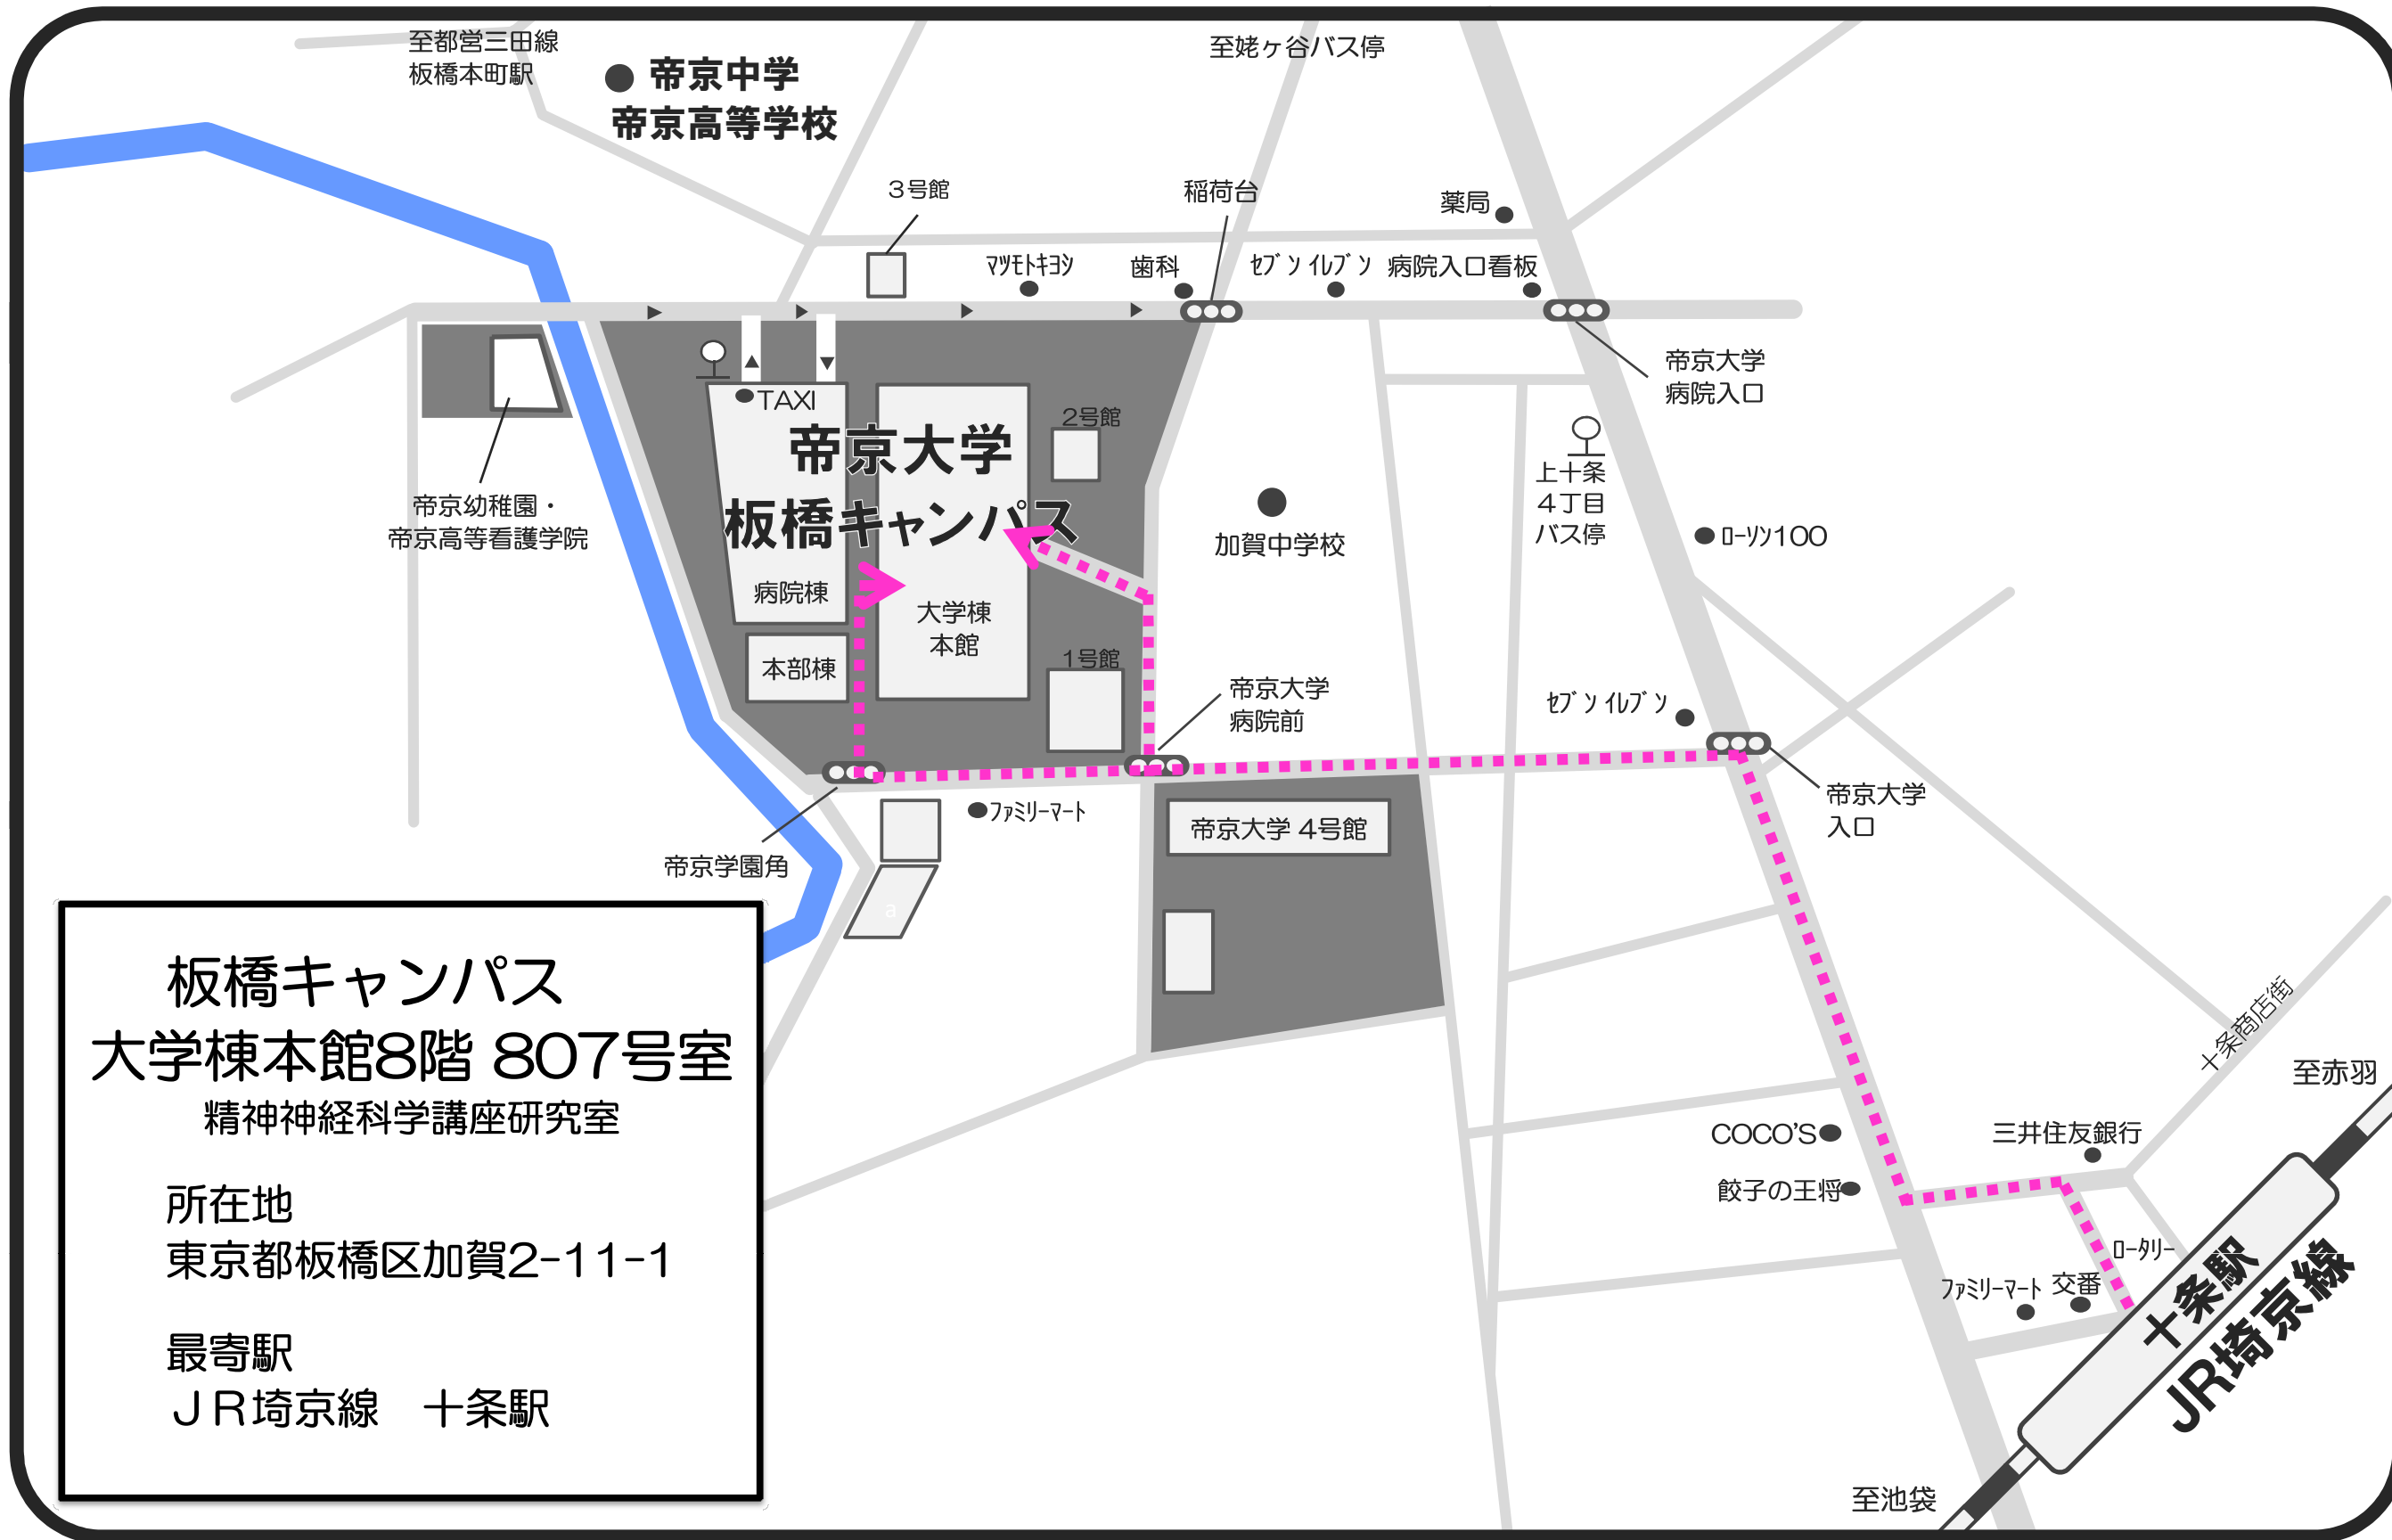 至都営三田線
板橋本町駅
帝京中学
帝京高等学校
至姥ヶ谷バス停
3号館
稲荷台
薬局
ﾏﾂﾓﾄｷﾖｼ
歯科
ｾﾌﾞﾝｲﾚﾌﾞﾝ
病院入口看板
帝京大学
病院入口
TAXI
2号館
帝京大学
板橋キャンパス
上十条
4丁目
バス停
ﾛｰｿﾝ100
帝京幼稚園・
帝京高等看護学院
加賀中学校
病院棟
大学棟
本館
本部棟
1号館
帝京大学
病院前
ｾﾌﾞﾝｲﾚﾌﾞﾝ
帝京大学
入口
ﾌｧﾐﾘｰﾏｰﾄ
帝京大学 4号館
帝京学園角
a
板橋キャンパス
大学棟本館8階 807号室
精神神経科学講座研究室
所在地
東京都板橋区加賀2-11-1
最寄駅
ＪＲ埼京線　十条駅
十条商店街
至赤羽
COCO'S
三井住友銀行
餃子の王将
ﾛｰﾀﾘｰ
ﾌｧﾐﾘｰﾏｰﾄ
交番
十条駅
JR埼京線
至池袋